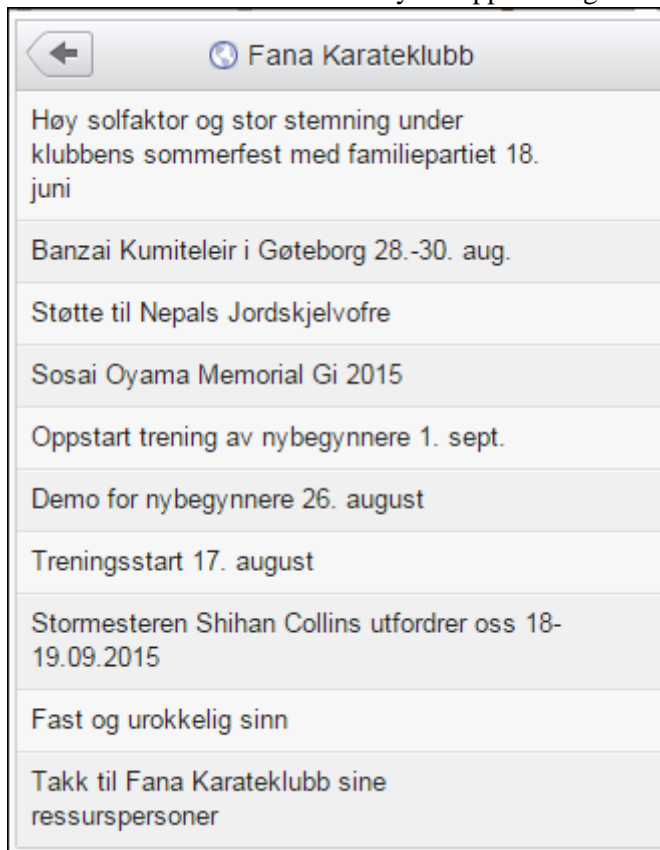 Fana Karateklubb
Høy solfaktor og stor stemning under
klubbens sommerfest med familiepartiet 18.
juni
Banzai Kumiteleir i Gøteborg 28.-30. aug.
Støtte til Nepals Jordskjelvofre
Sosai Oyama Memorial Gi 2015
Oppstart trening av nybegynnere 1. sept.
Demo for nybegynnere 26. august
Treningsstart 17. august
Stormesteren Shihan Collins utfordrer oss 18-
19.09.2015
Fast og urokkelig sinn
Takk til Fana Karateklubb sine
ressurspersoner